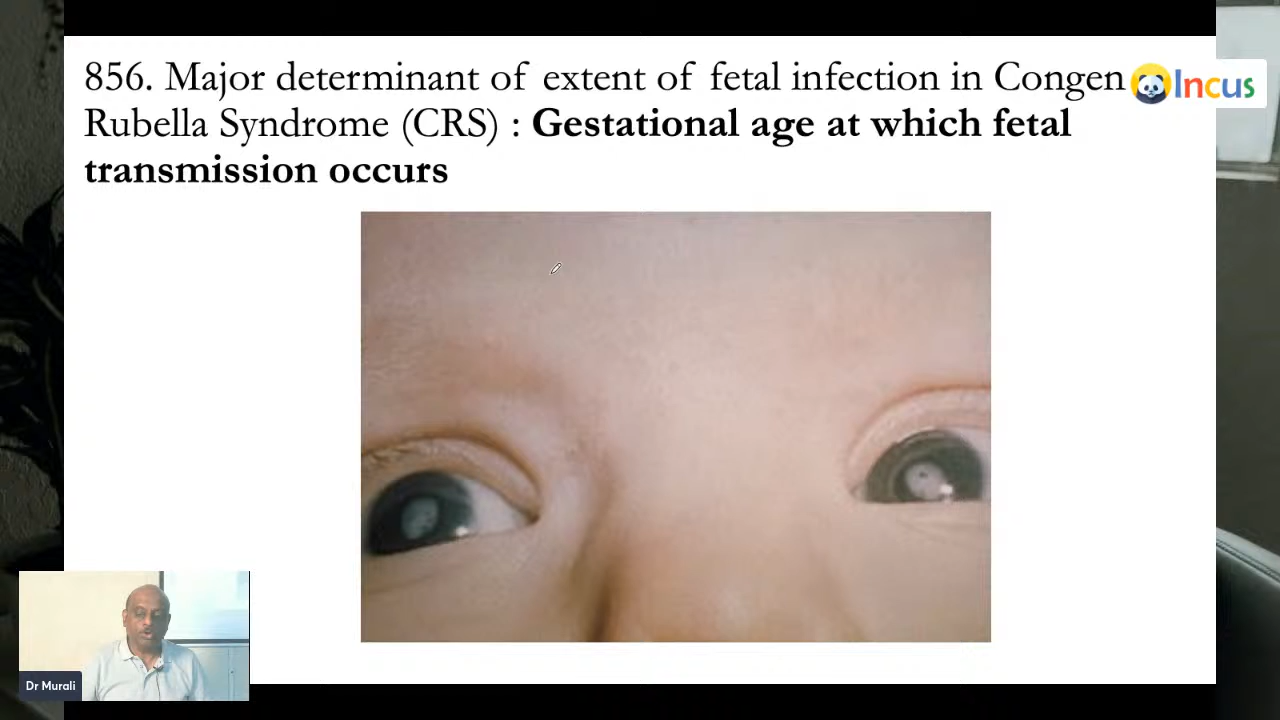 856. Major determinant of extent of fetal infection in Congen
Incus
Rubella Syndrome (CRS) : Gestational age at which fetal
transmission occurs
Dr Murali